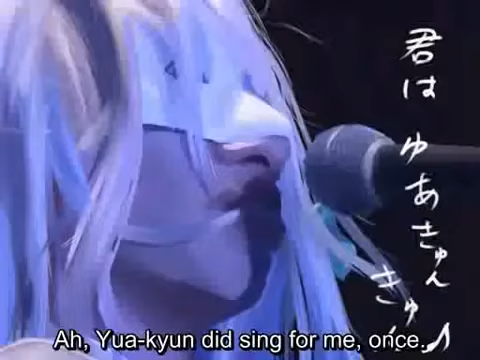 君は
ゆあきゅん
きゅ♪
Ah, Yua-kyun did sing for me, once.